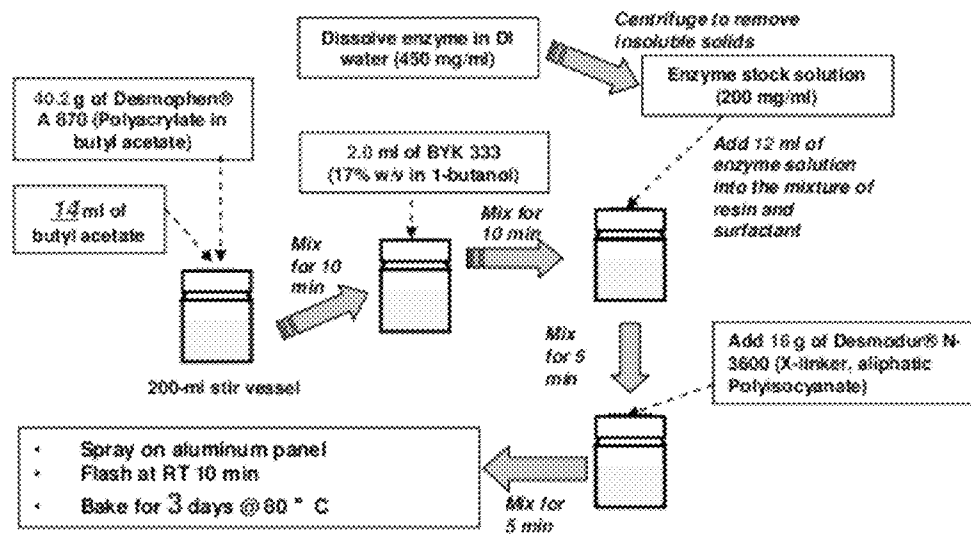 Dissolve enzyme in DI
water (450 mg/ml)
Centrifuge to remove
Insoluble solids
Enzyme stock solution
(200 mg/ml)
40.2 g of Desmophen®
A 870 (Polyacrylate in
butyl acetate)
14 ml of
butyl acetate
2.0 ml of BYK 333
(17% w/v in 1-butanol)
Add 12 ml of
enzyme solution
into the mixture of
resin and
surfactant
Mix
for 10
min
Mix for
10 min
200-ml stir vessel
Mix
for 5
min
Add 16 g of Desmodur® N-
3600 (X-linker, aliphatic
Polyisocyanate)
Mix for
5 min
• Spray on aluminum panel
• Flash at RT 10 min
• Bake for 3 days @ 60 ° C